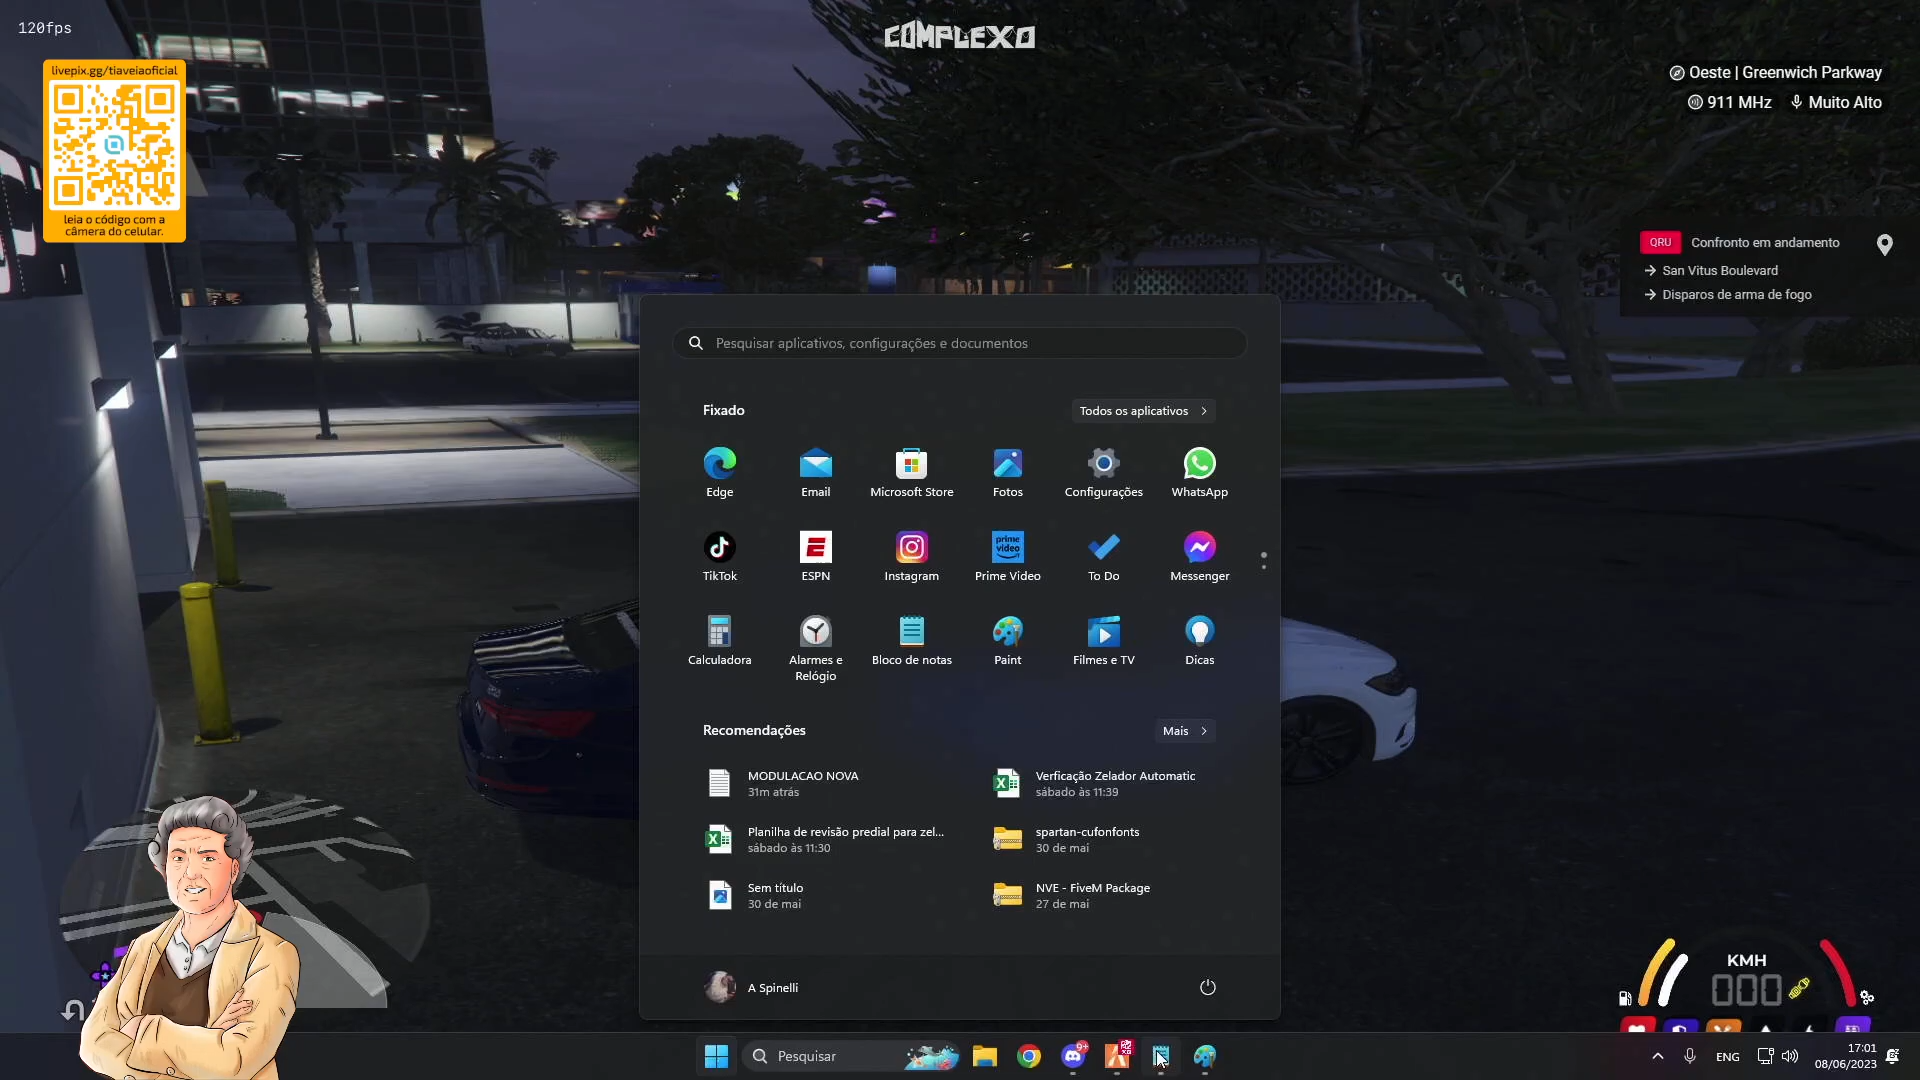 120fps
COMPLEXO
livepix.gg/tiaveiaoficial
leia o código com a
câmera do celular.
Oeste | Greenwich Parkway
911 MHz Muito Alto
QRU Confronto em andamento
San Vitus Boulevard
Disparos de arma de fogo
Pesquisar aplicativos, configurações e documentos
Fixado
Todos os aplicativos
Edge Email Microsoft Store Fotos Configurações WhatsApp
prime
video
TikTok ESPN Instagram Prime Video To Do Messenger
Calculadora Alarmes e Bloco de notas Paint Filmes e TV Dicas
Relógio
Recomendações
Mais
MODULACAO NOVA
31m atrás
Verficação Zelador Automatic
sábado às 11:39
Planilha de revisão predial para zel...
sábado às 11:30
spartan-cufonfonts
30 de mai
Sem título
30 de mai
NVE - FiveM Package
27 de mai
A Spinelli
KMH
000
Pesquisar
9+
ENG
17:01
08/06/2023